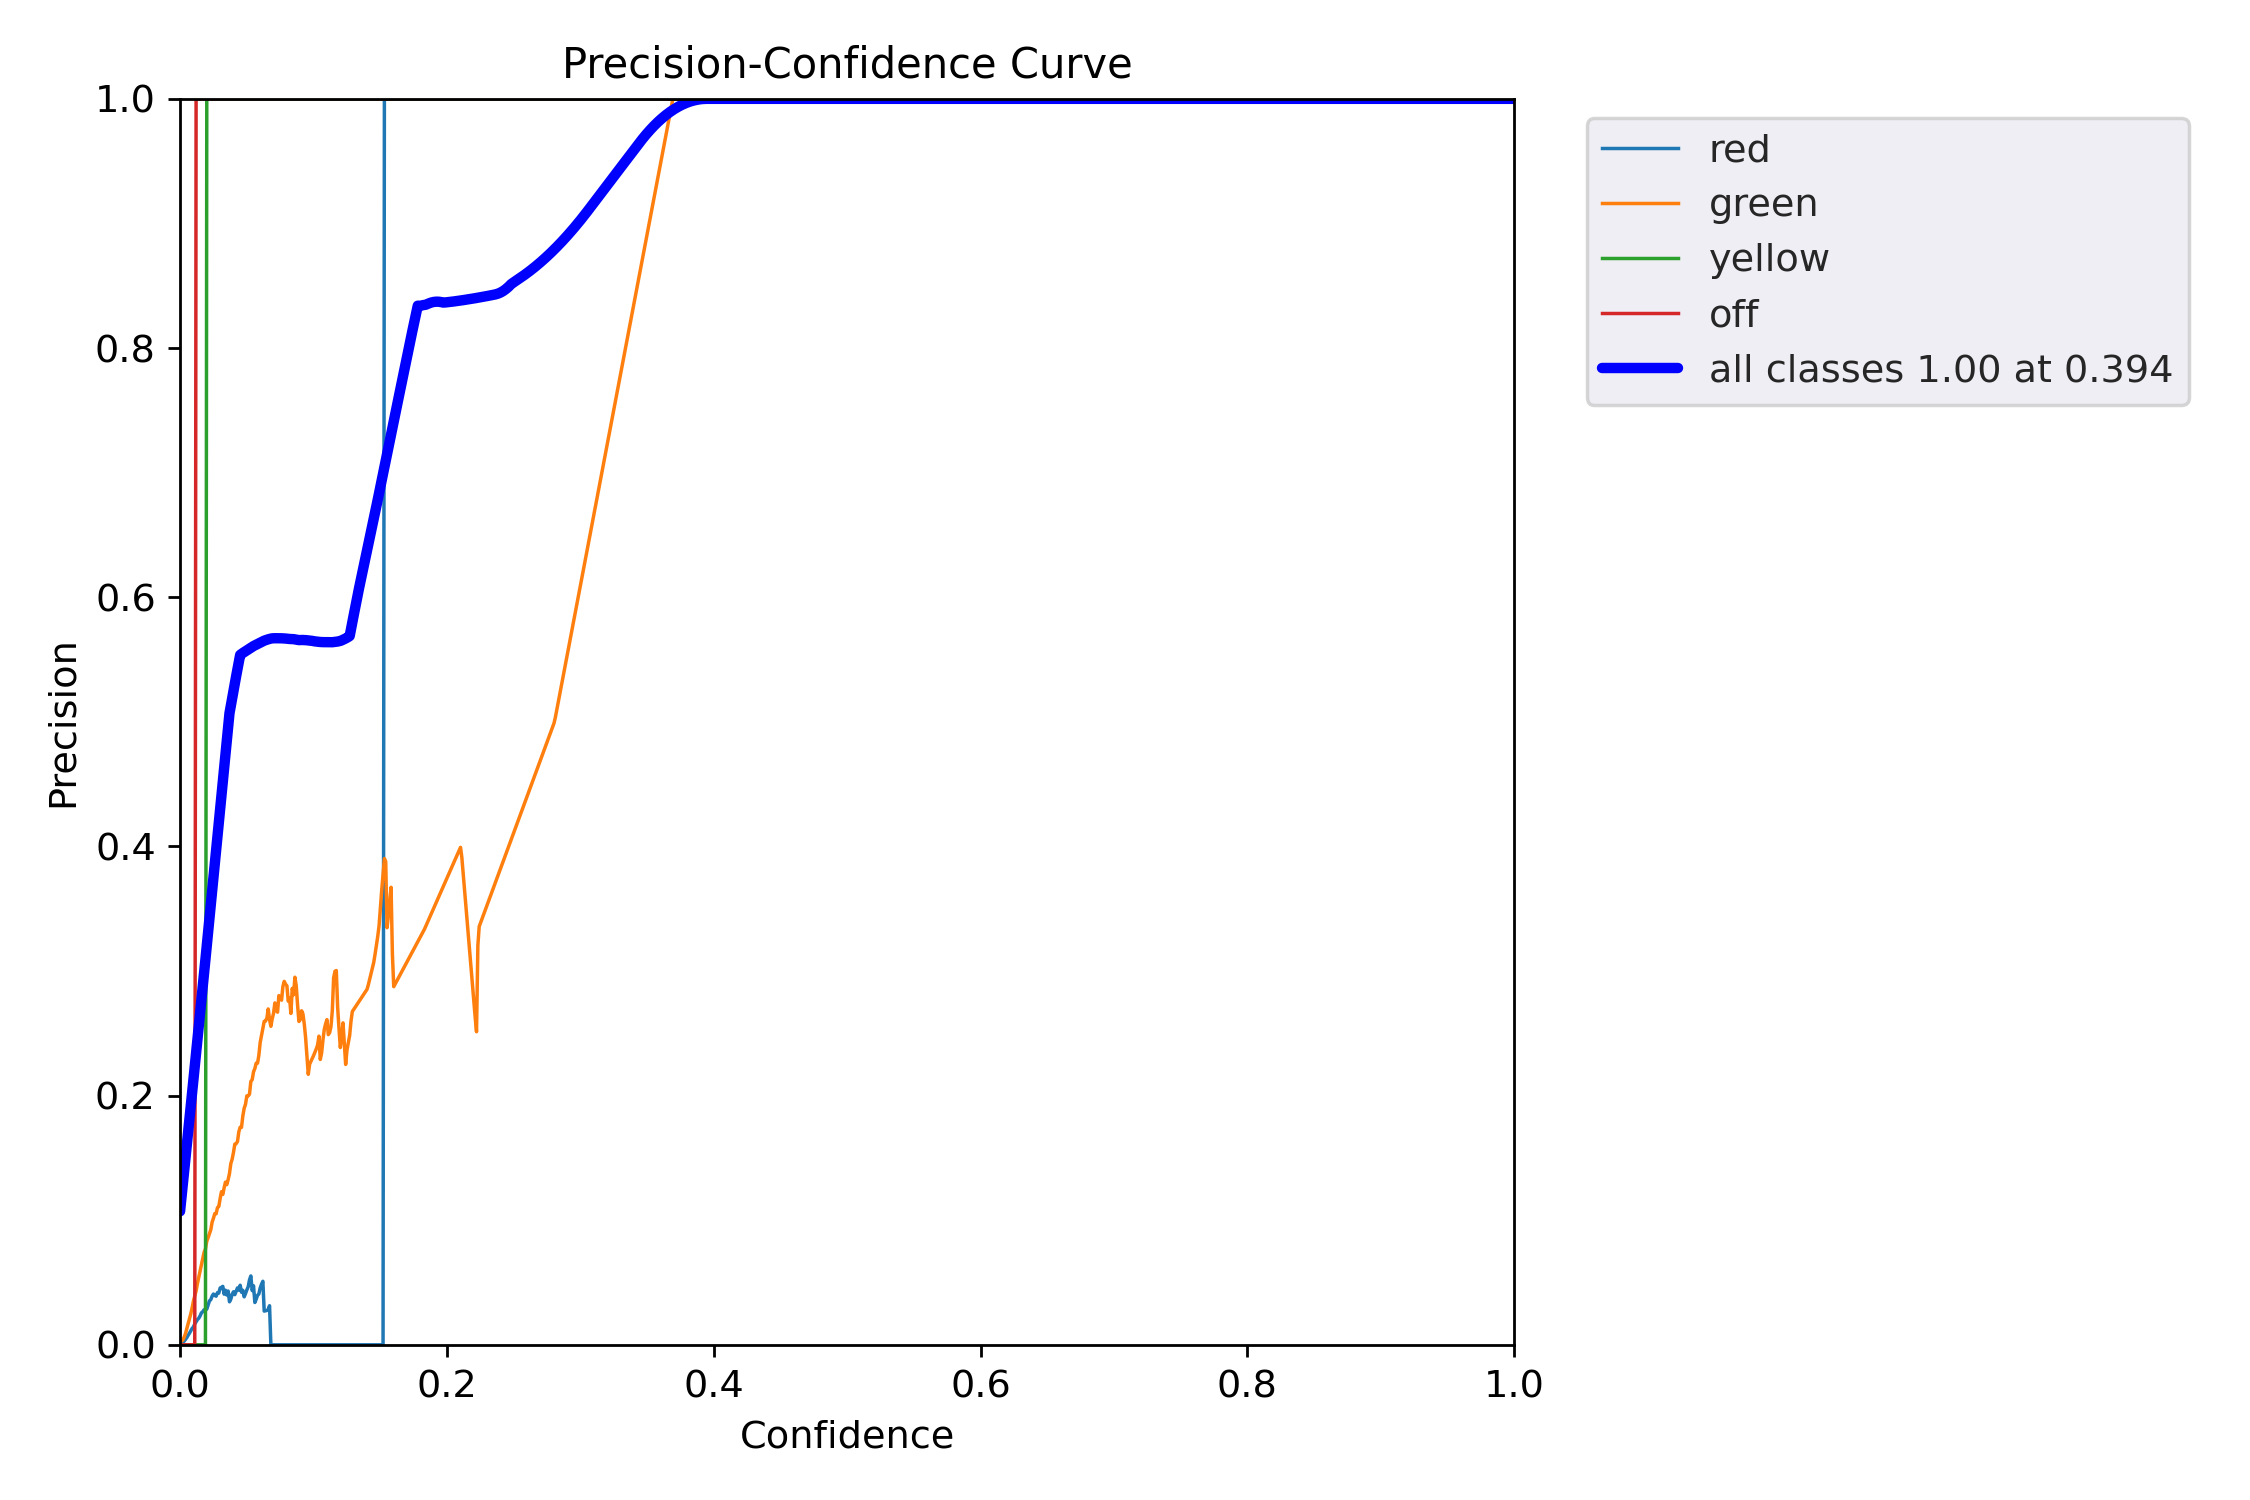 Precision-Confidence Curve
1.0
0.8
0.6
0.4
0.2
0.0
Precision
0.0 0.2 0.4 0.6 0.8 1.0
Confidence
red
green
yellow
off
all classes 1.00 at 0.394